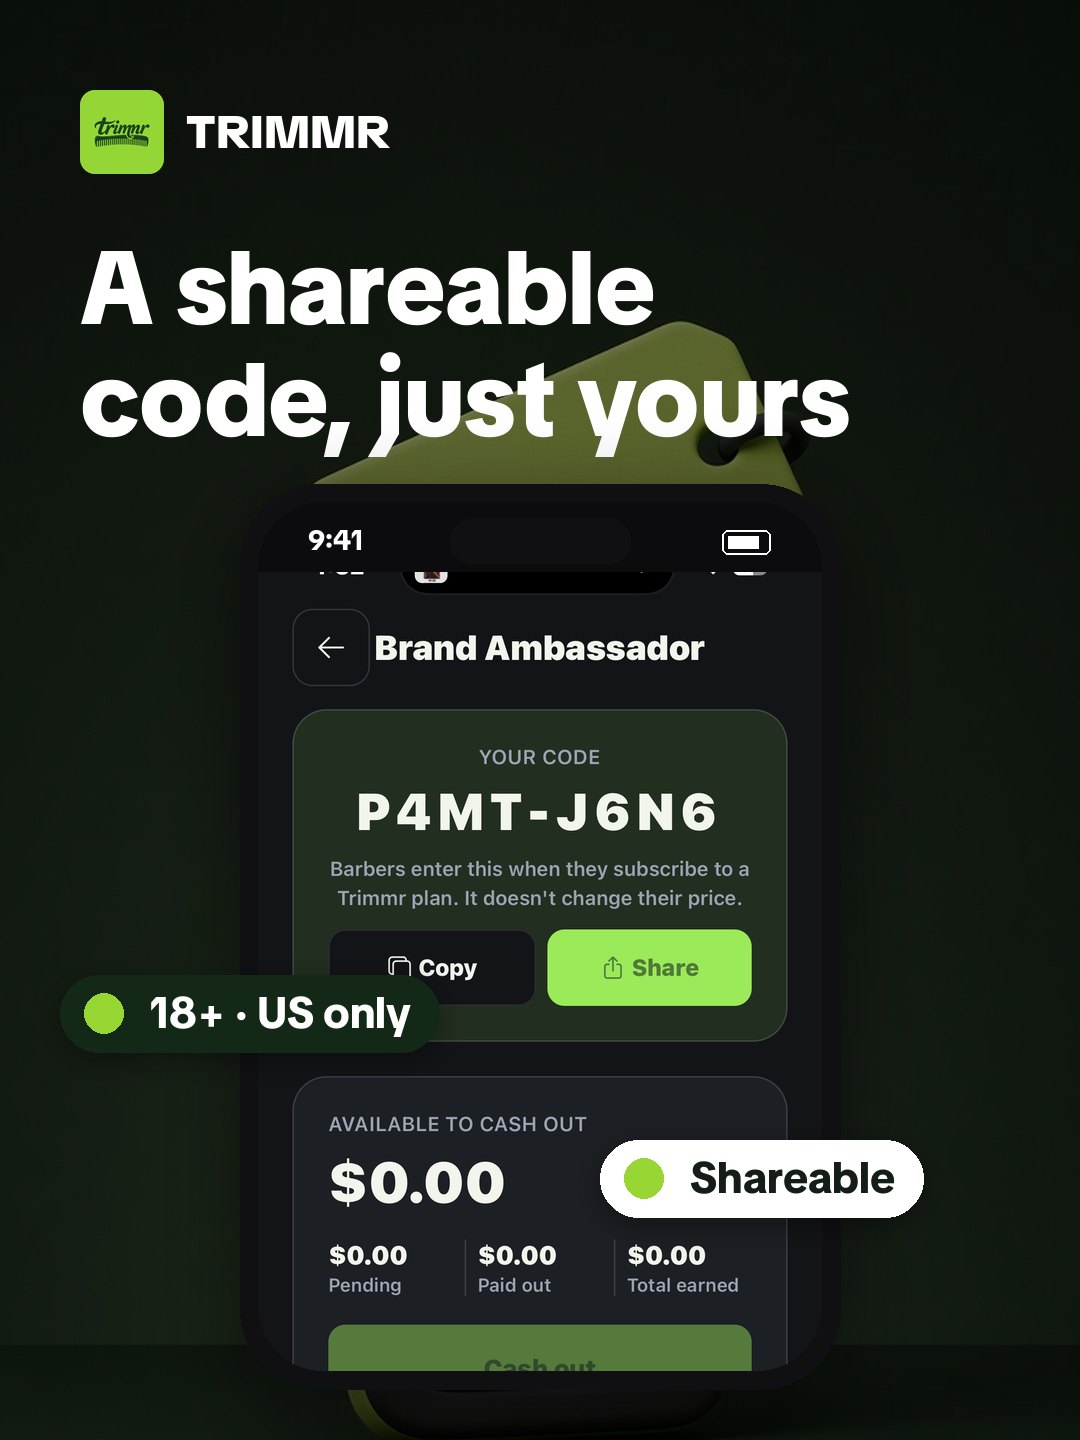 trimmr
TRIMMR
A shareable
code, just yours
9:41
Brand Ambassador
YOUR CODE
P4MT-J6N6
Barbers enter this when they subscribe to a
Trimmr plan. It doesn't change their price.
Copy
Share
18+ · US only
AVAILABLE TO CASH OUT
$0.00
Shareable
$0.00
$0.00
$0.00
Pending
Paid out
Total earned
Cash out